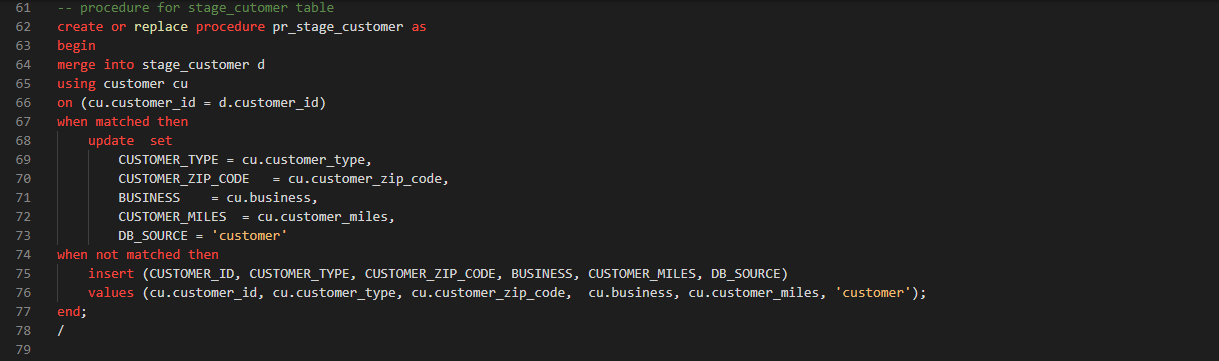 61 -- procedure for stage_cutomer table
62 create or replace procedure pr_stage_customer as
63 begin
64 merge into stage_customer d
65 using customer cu
66 on (cu.customer_id = d.customer_id)
67 when matched then
68     update  set
69         CUSTOMER_TYPE = cu.customer_type,
70         CUSTOMER_ZIP_CODE   = cu.customer_zip_code,
71         BUSINESS    = cu.business,
72         CUSTOMER_MILES  = cu.customer_miles,
73         DB_SOURCE = 'customer'
74 when not matched then
75     insert (CUSTOMER_ID, CUSTOMER_TYPE, CUSTOMER_ZIP_CODE, BUSINESS, CUSTOMER_MILES, DB_SOURCE)
76     values (cu.customer_id, cu.customer_type, cu.customer_zip_code,  cu.business, cu.customer_miles, 'customer');
77 end;
78 /
79